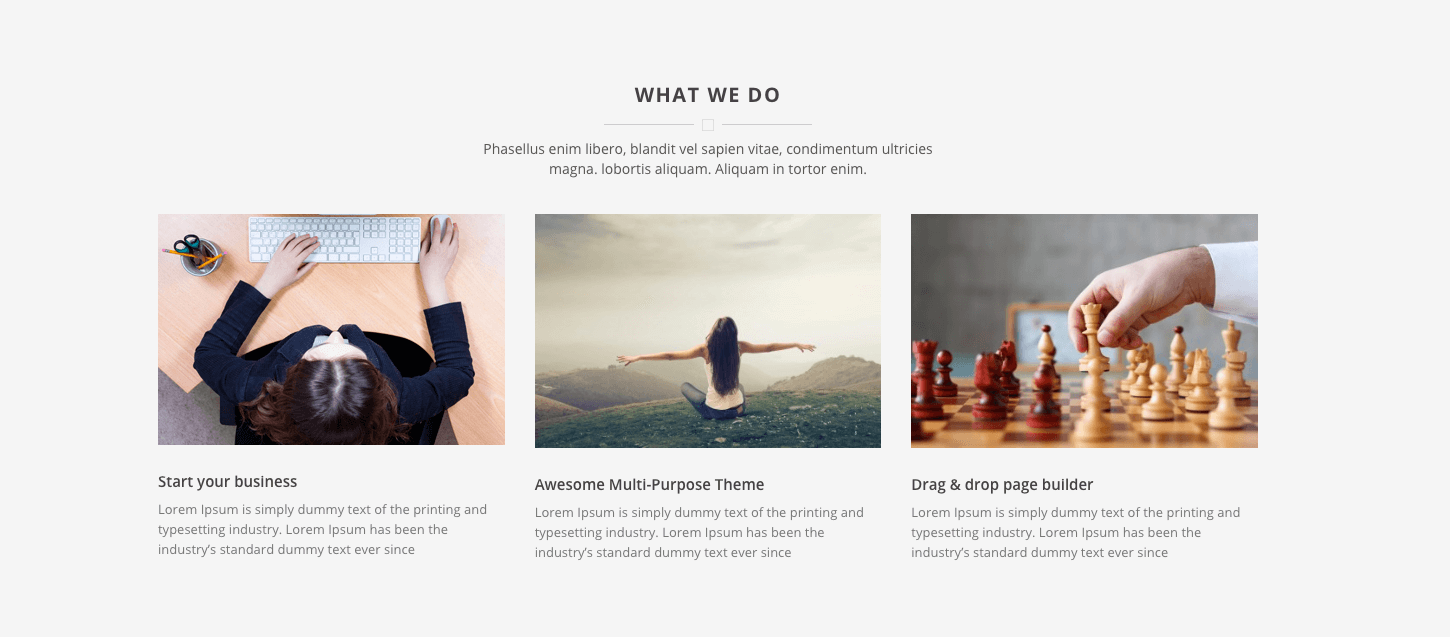 WHAT WE DO
Phasellus enim libero, blandit vel sapien vitae, condimentum ultricies
magna. lobortis aliquam. Aliquam in tortor enim.
Start your business
Lorem Ipsum is simply dummy text of the printing and
typesetting industry. Lorem Ipsum has been the
industry’s standard dummy text ever since
Awesome Multi-Purpose Theme
Lorem Ipsum is simply dummy text of the printing and
typesetting industry. Lorem Ipsum has been the
industry’s standard dummy text ever since
Drag & drop page builder
Lorem Ipsum is simply dummy text of the printing and
typesetting industry. Lorem Ipsum has been the
industry’s standard dummy text ever since